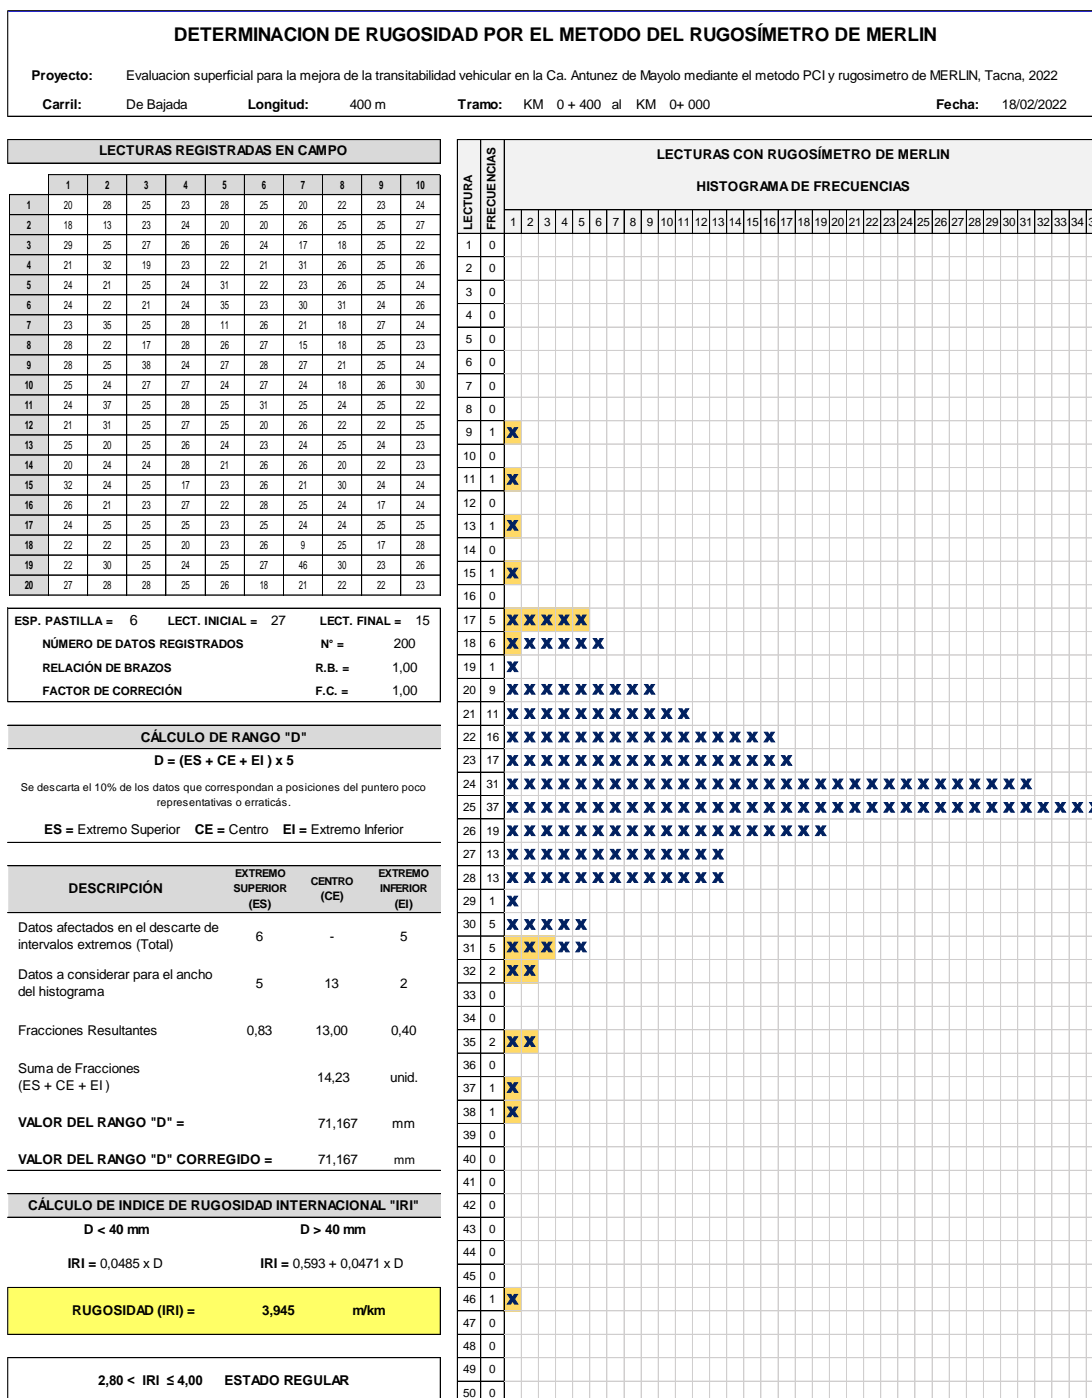 DETERMINACION DE RUGOSIDAD POR EL METODO DEL RUGOSÍMETRO DE MERLIN
Proyecto: Evaluacion superficial para la mejora de la transitabilidad vehicular en la Ca. Antunez de Mayolo mediante el metodo PCI y rugosimetro de MERLIN, Tacna, 2022
Carril: De Bajada Longitud: 400 m Tramo: KM 0 + 400 al KM 0+ 000 Fecha: 18/02/2022
LECTURAS REGISTRADAS EN CAMPO
1 2 3 4 5 6 7 8 9 10
1 20 28 25 23 28 25 20 22 23 24
2 18 13 23 24 20 20 26 25 25 27
3 29 25 27 26 26 24 17 18 25 22
4 21 32 19 23 22 21 31 26 25 26
5 24 21 25 24 31 22 23 26 25 24
6 24 22 21 24 35 23 30 31 24 26
7 23 35 25 28 11 26 21 18 27 24
8 28 22 17 28 26 27 15 18 25 23
9 28 25 38 24 27 28 27 21 25 24
10 25 24 27 27 24 27 24 18 26 30
11 24 37 25 28 25 31 25 24 25 22
12 21 31 25 27 25 20 26 22 22 25
13 25 20 25 26 24 23 24 25 24 23
14 20 24 24 28 21 26 26 20 22 23
15 32 24 25 17 23 26 21 30 24 24
16 26 21 23 27 22 28 25 24 17 24
17 24 25 25 25 23 25 24 24 25 25
18 22 22 25 20 23 26 9 25 17 28
19 22 30 25 24 25 27 46 30 23 26
20 27 28 28 25 26 18 21 22 22 23
ESP. PASTILLA = 6 LECT. INICIAL = 27 LECT. FINAL = 15
NÚMERO DE DATOS REGISTRADOS N° = 200
RELACIÓN DE BRAZOS R.B. = 1,00
FACTOR DE CORRECIÓN F.C. = 1,00
CÁLCULO DE RANGO "D"
D = (ES + CE + EI ) x 5
Se descarta el 10% de los datos que correspondan a posiciones del puntero poco
representativas o erraticás.
ES = Extremo Superior CE = Centro EI = Extremo Inferior
DESCRIPCIÓN EXTREMO SUPERIOR (ES) CENTRO (CE) EXTREMO INFERIOR (EI)
Datos afectados en el descarte de
intervalos extremos (Total) 6 - 5
Datos a considerar para el ancho
del histograma 5 13 2
Fracciones Resultantes 0,83 13,00 0,40
Suma de Fracciones
(ES + CE + EI ) 14,23 unid.
VALOR DEL RANGO "D" = 71,167 mm
VALOR DEL RANGO "D" CORREGIDO = 71,167 mm
CÁLCULO DE INDICE DE RUGOSIDAD INTERNACIONAL "IRI"
D < 40 mm D > 40 mm
IRI = 0,0485 x D IRI = 0,593 + 0,0471 x D
RUGOSIDAD (IRI) = 3,945 m/km
2,80 < IRI ≤ 4,00 ESTADO REGULAR
LECTURA FRECUENCIAS
LECTURAS CON RUGOSÍMETRO DE MERLIN
HISTOGRAMA DE FRECUENCIAS
1 2 3 4 5 6 7 8 9 10 11 12 13 14 15 16 17 18 19 20 21 22 23 24 25 26 27 28 29 30 31 32 33 34
1 0
2 0
3 0
4 0
5 0
6 0
7 0
8 0
9 1 X
10 0
11 1 X
12 0
13 1 X
14 0
15 1 X
16 0
17 5 X X X X X
18 6 X X X X X X
19 1 X
20 9 X X X X X X X X X
21 11 X X X X X X X X X X X
22 16 X X X X X X X X X X X X X X X X
23 17 X X X X X X X X X X X X X X X X X
24 31 X X X X X X X X X X X X X X X X X X X X X X X X X X X X X X X
25 37 X X X X X X X X X X X X X X X X X X X X X X X X X X X X X X X X X X
26 19 X X X X X X X X X X X X X X X X X X X
27 13 X X X X X X X X X X X X X
28 13 X X X X X X X X X X X X X
29 1 X
30 5 X X X X X
31 5 X X X X X
32 2 X X
33 0
34 0
35 2 X X
36 0
37 1 X
38 1 X
39 0
40 0
41 0
42 0
43 0
44 0
45 0
46 1 X
47 0
48 0
49 0
50 0